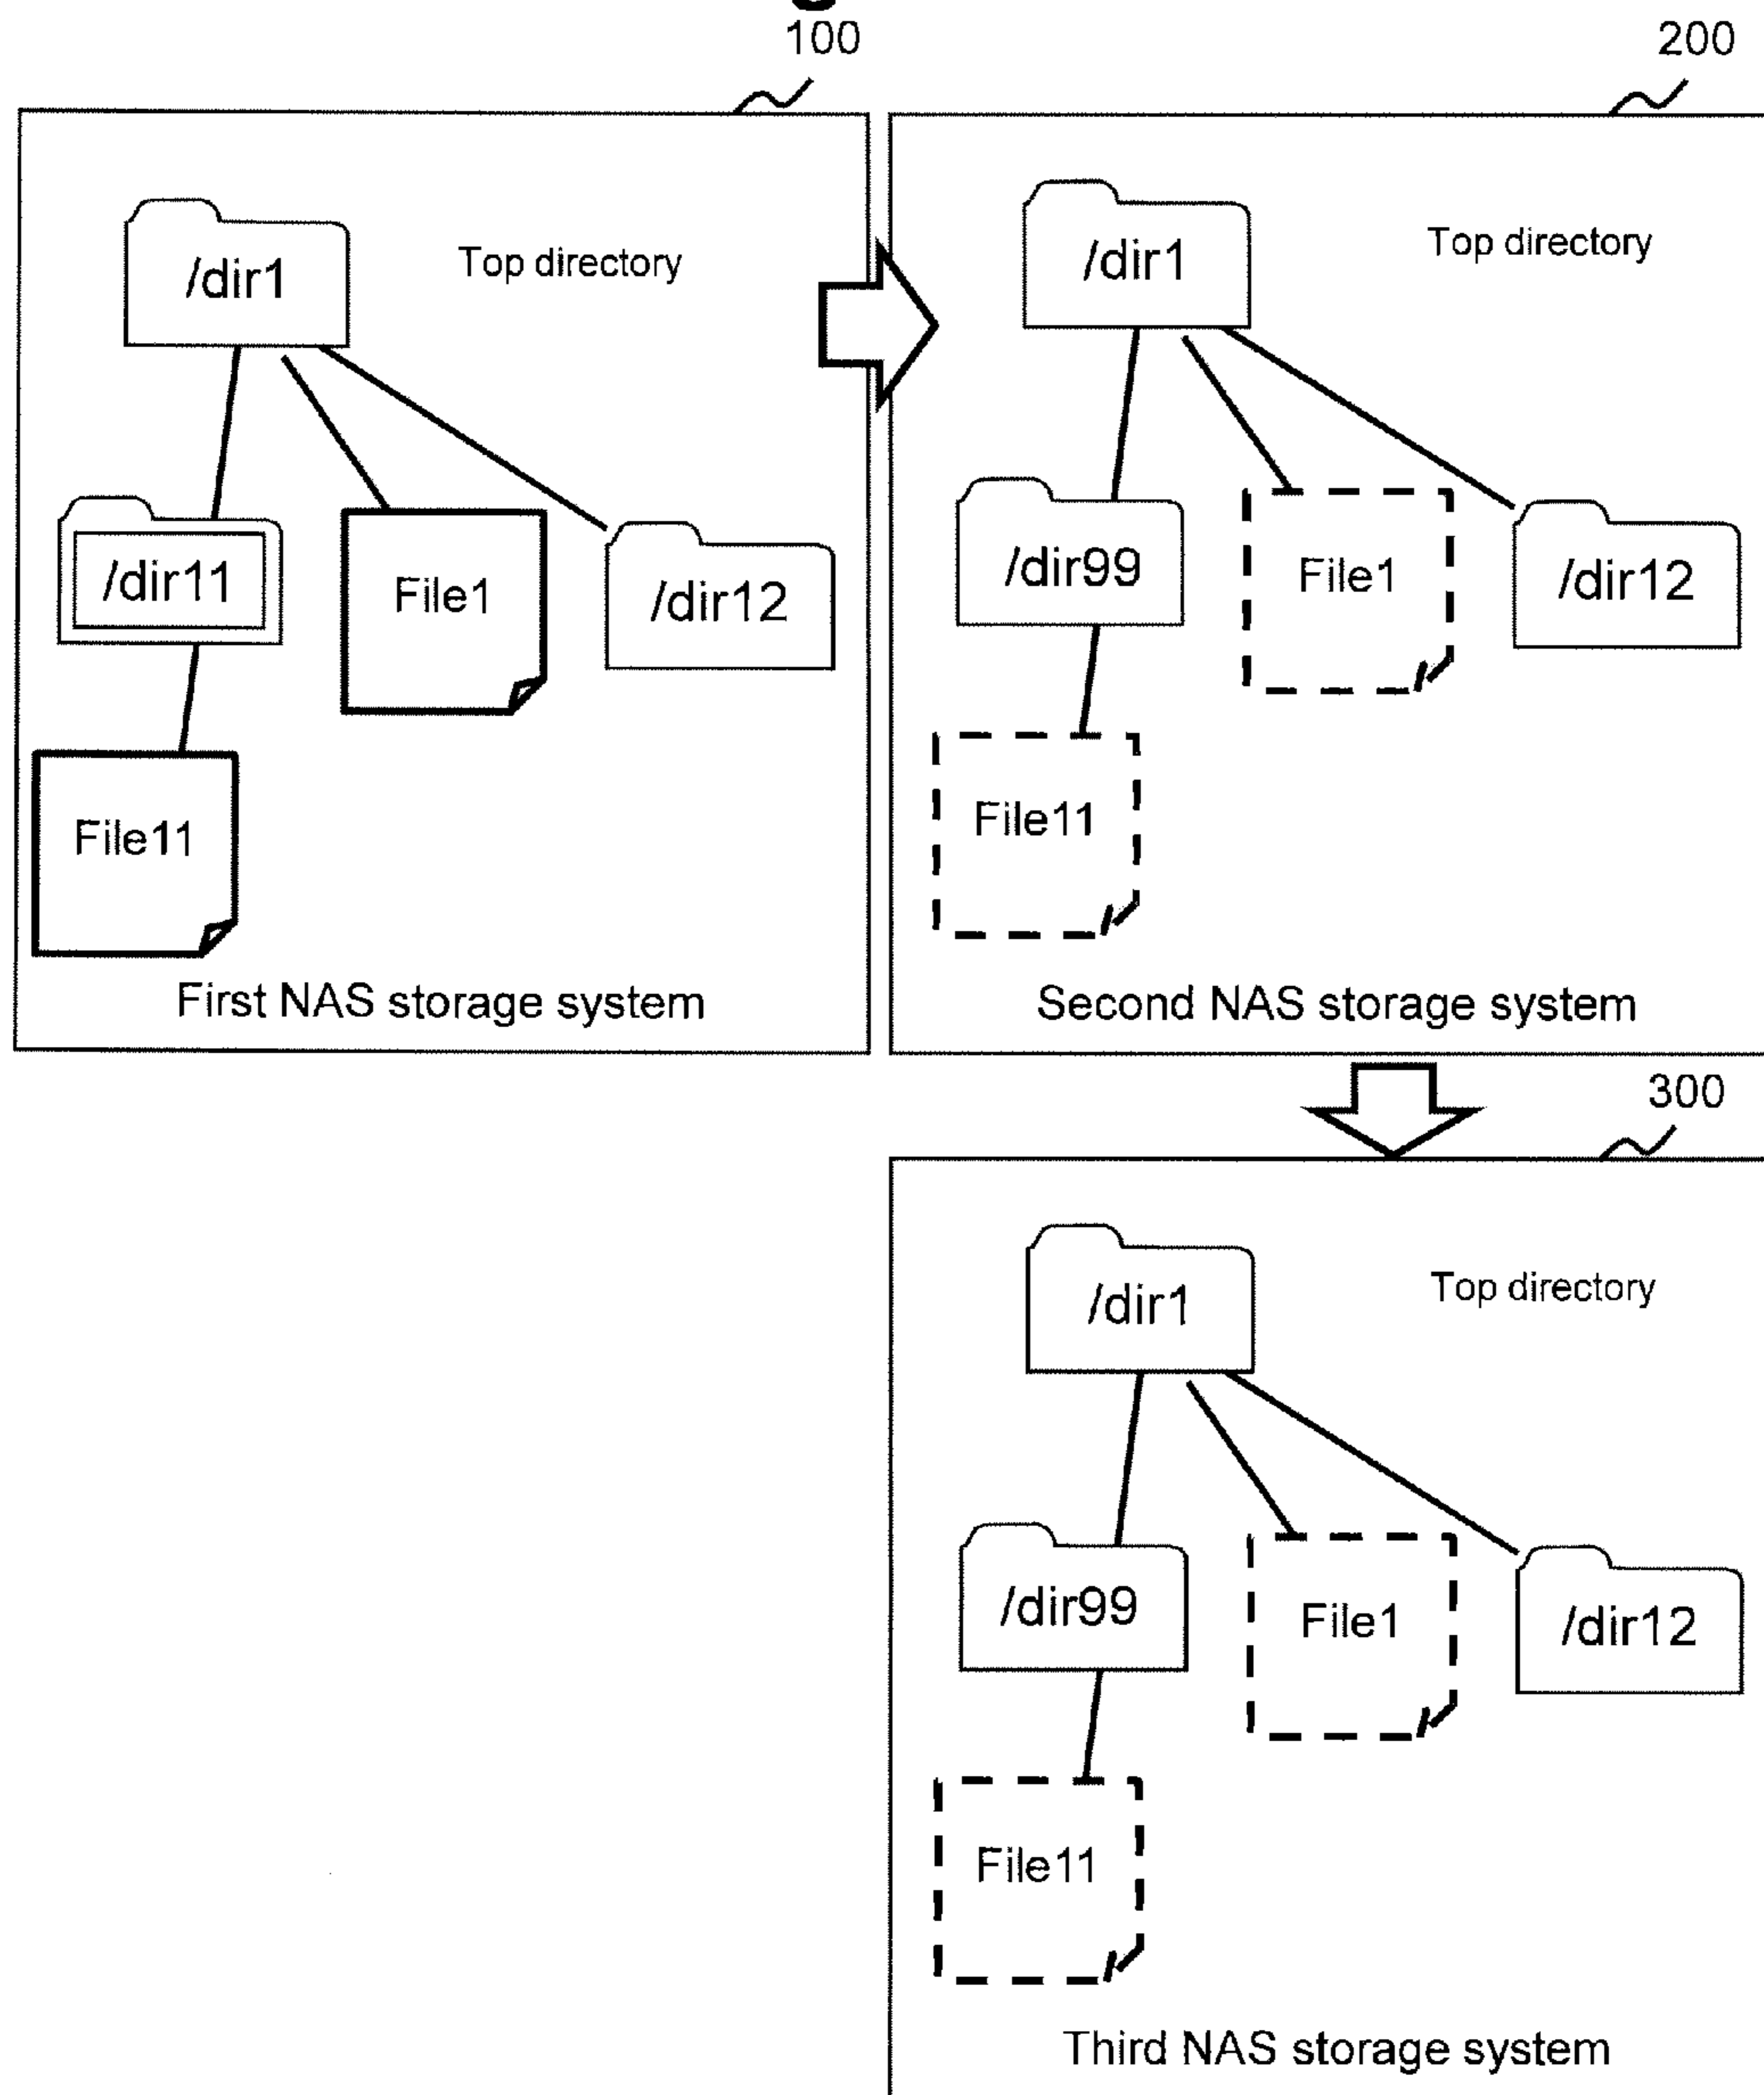 100
/dir1
Top directory
/dir11
File1
/dir12
File11
First NAS storage system
200
/dir1
Top directory
/dir99
File1
/dir12
File11
Second NAS storage system
300
/dir1
Top directory
/dir99
File1
/dir12
File11
Third NAS storage system